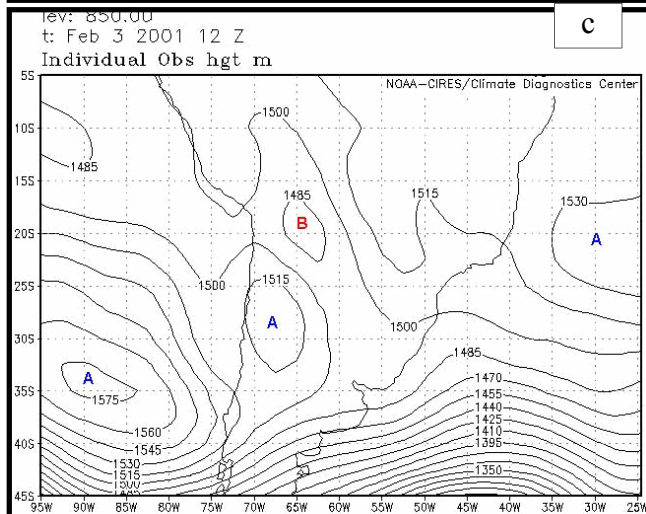 lev: 850.00
c
t: Feb 3 2001 12 Z
Individual Obs hgt m
5S
NOAA-CIRES/Climate Diagnostics Center
10S
1500
1485
15S
1485
1515
1530
B
20S
A
1500
1515
25S
A
1500
30S
1485
A
1470
35S
1575
1455
1440
1560
1425
1410
40S
1545
1395
1530
1515
1350
1500
1485
45S
95W 90W 85W 80W 75W 70W 65W 60W 55W 50W 45W 40W 35W 30W 25W